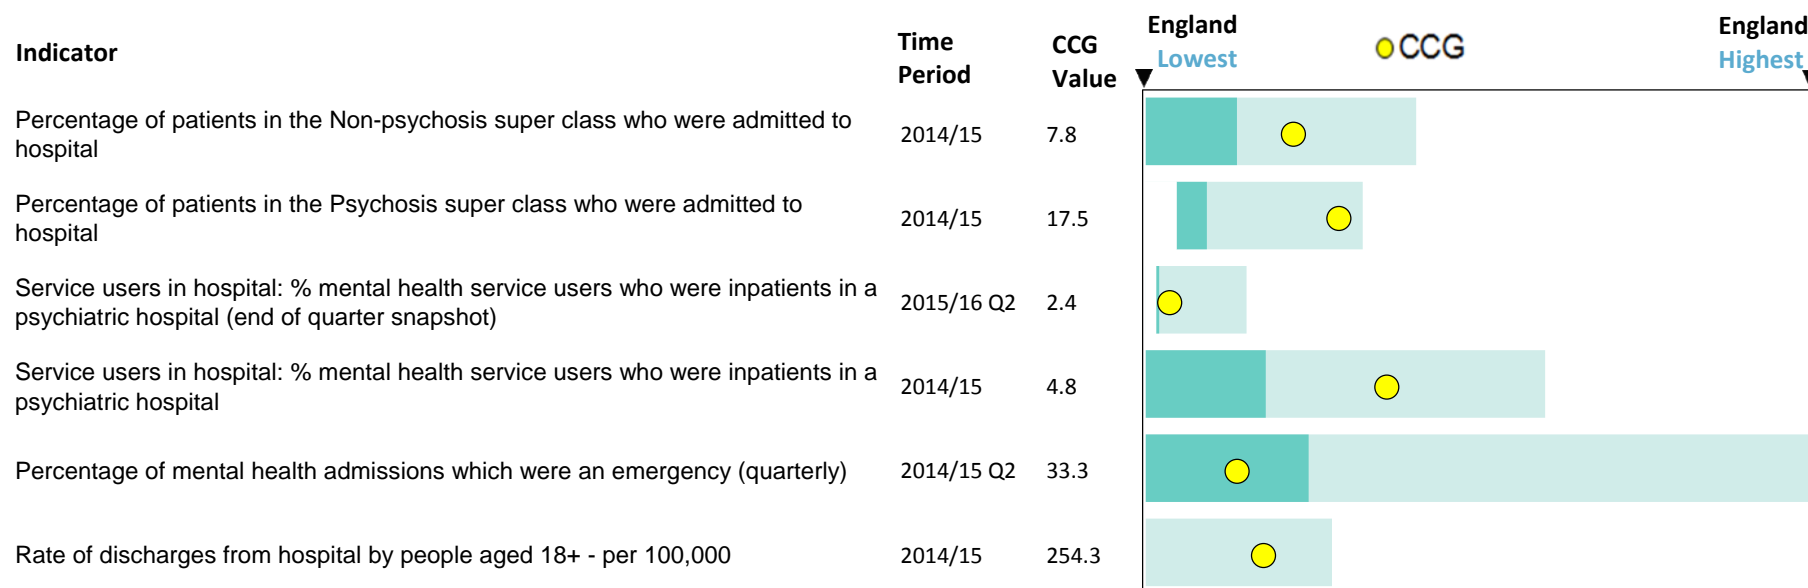 Indicator
Time Period
CCG Value
England Lowest
CCG
England Highest
Percentage of patients in the Non-psychosis super class who were admitted to
hospital
2014/15
7.8
Percentage of patients in the Psychosis super class who were admitted to
hospital
2014/15
17.5
Service users in hospital: % mental health service users who were inpatients in a
psychiatric hospital (end of quarter snapshot)
2015/16 Q2
2.4
Service users in hospital: % mental health service users who were inpatients in a
psychiatric hospital
2014/15
4.8
Percentage of mental health admissions which were an emergency (quarterly)
2014/15 Q2
33.3
Rate of discharges from hospital by people aged 18+ - per 100,000
2014/15
254.3